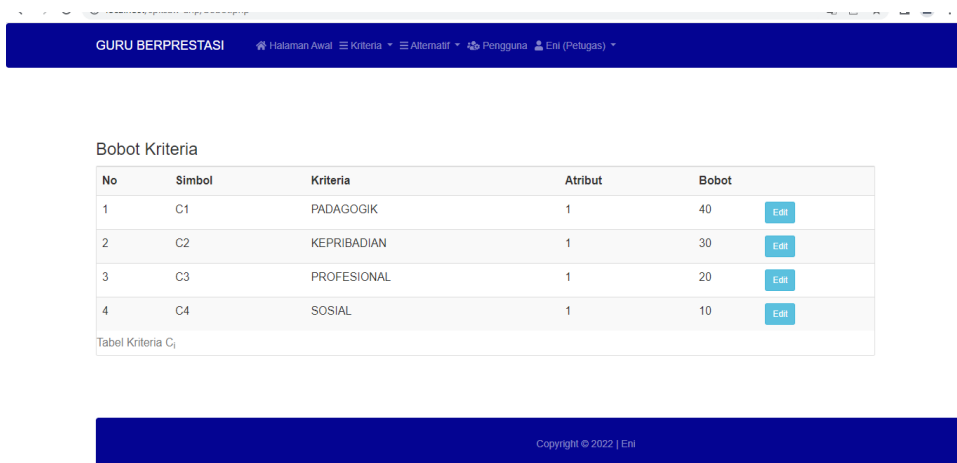 GURU BERPRESTASI Halaman Awal Kriteria Alternatif Pengguna Eni (Petugas)
Bobot Kriteria
No Simbol Kriteria Atribut Bobot
1 C1 PADAGOGIK 1 40 Edit
2 C2 KEPRIBADIAN 1 30 Edit
3 C3 PROFESIONAL 1 20 Edit
4 C4 SOSIAL 1 10 Edit
Tabel Kriteria Cj
Copyright © 2022 | Eni